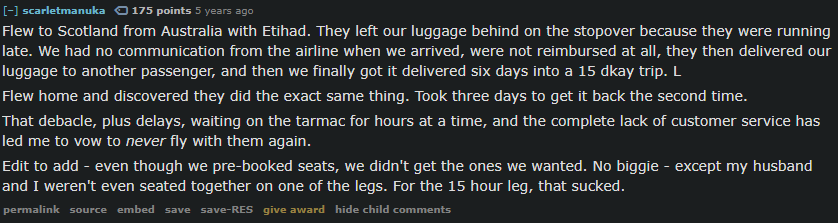 [-] scarletmanuka 175 points 5 years ago
Flew to Scotland from Australia with Etihad. They left our luggage behind on the stopover because they were running
late. We had no communication from the airline when we arrived, were not reimbursed at all, they then delivered our
luggage to another passenger, and then we finally got it delivered six days into a 15 dkay trip. L
Flew home and discovered they did the exact same thing. Took three days to get it back the second time.
That debacle, plus delays, waiting on the tarmac for hours at a time, and the complete lack of customer service has
led me to vow to never fly with them again.
Edit to add - even though we pre-booked seats, we didn't get the ones we wanted. No biggie - except my husband
and I weren't even seated together on one of the legs. For the 15 hour leg, that sucked.
permalink source embed save save-RES give award hide child comments